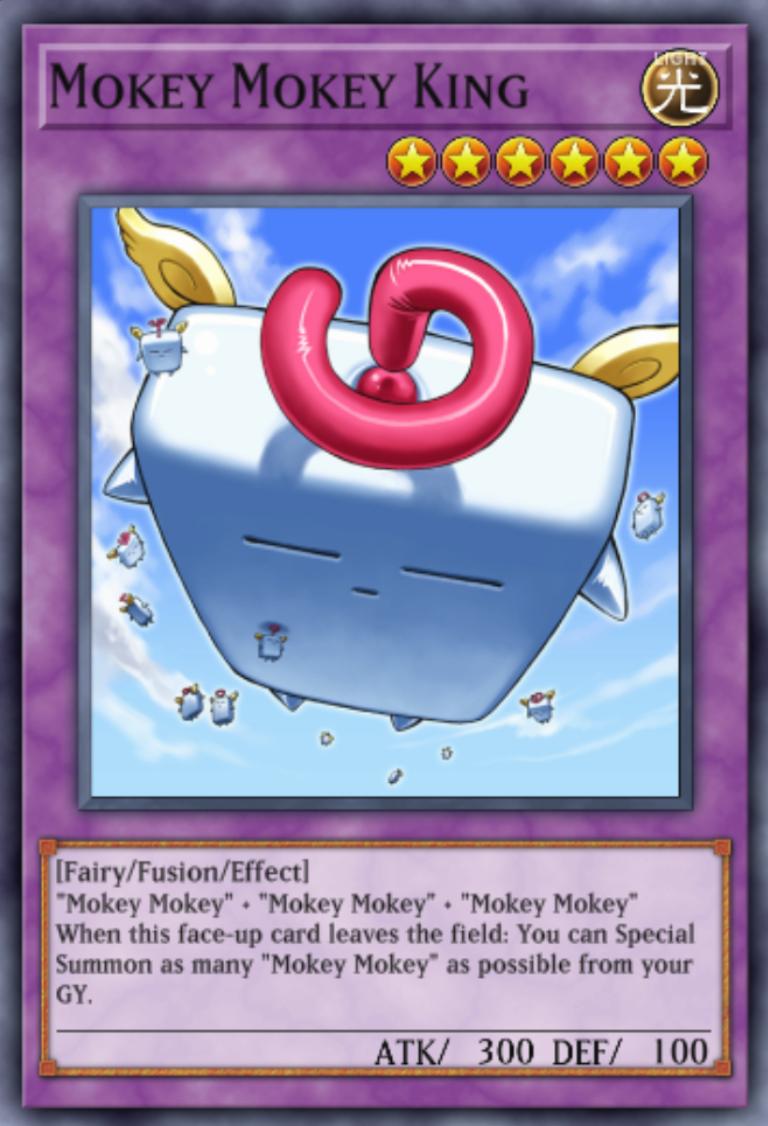 MOKEY MOKEY KING
LIGHT
光
[Fairy/Fusion/Effect]
"Mokey Mokey" + "Mokey Mokey" + "Mokey Mokey"
When this face-up card leaves the field: You can Special
Summon as many "Mokey Mokey" as possible from your
GY.
ATK/ 300 DEF/ 100